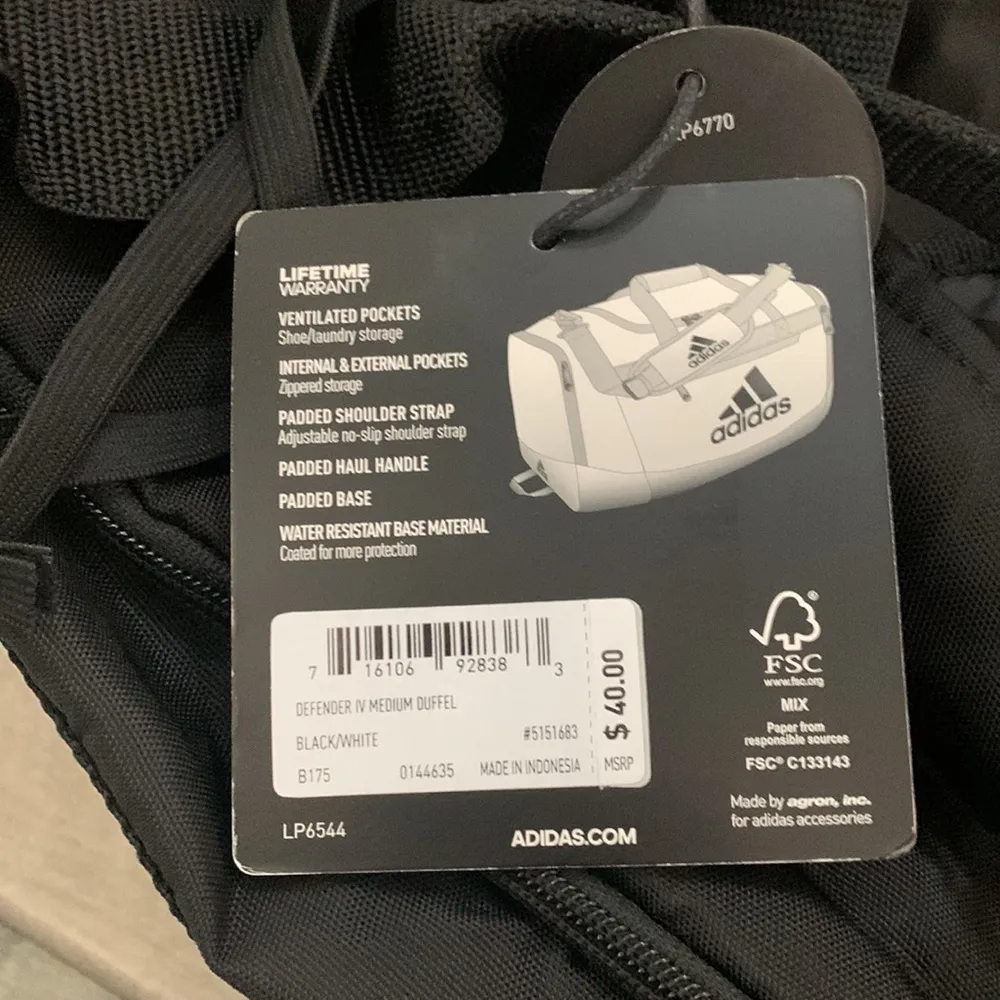 LP6770
LIFETIME
WARRANTY
VENTILATED POCKETS
Shoe/laundry storage
INTERNAL & EXTERNAL POCKETS
Zippered storage
PADDED SHOULDER STRAP
Adjustable no-slip shoulder strap
PADDED HAUL HANDLE
PADDED BASE
WATER RESISTANT BASE MATERIAL
Coated for more protection
adidas
adidas
7 16106 92838 3
DEFENDER IV MEDIUM DUFFEL
BLACK/WHITE #5151683
B175 0144635 MADE IN INDONESIA
$ 40.00
MSRP
FSC®
www.fsc.org
MIX
Paper from
responsible sources
FSC® C133143
Made by agron, inc.
for adidas accessories
LP6544
ADIDAS.COM